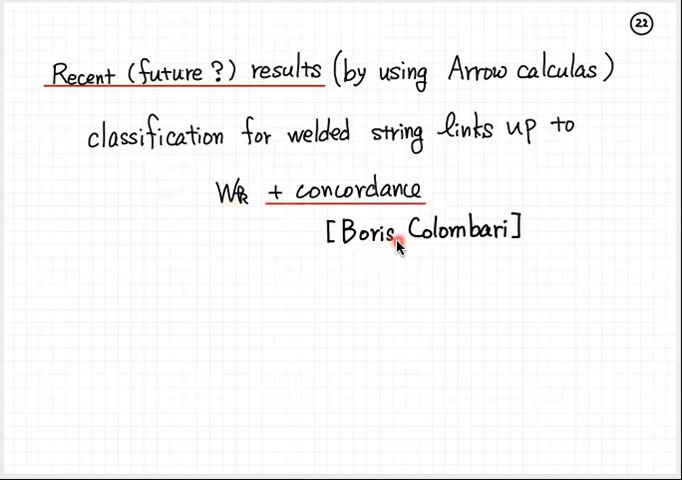 22
Recent (future ?) results (by using Arrow calculas)
classification for welded string links up to
Wk + concordance
[Boris Colombari]